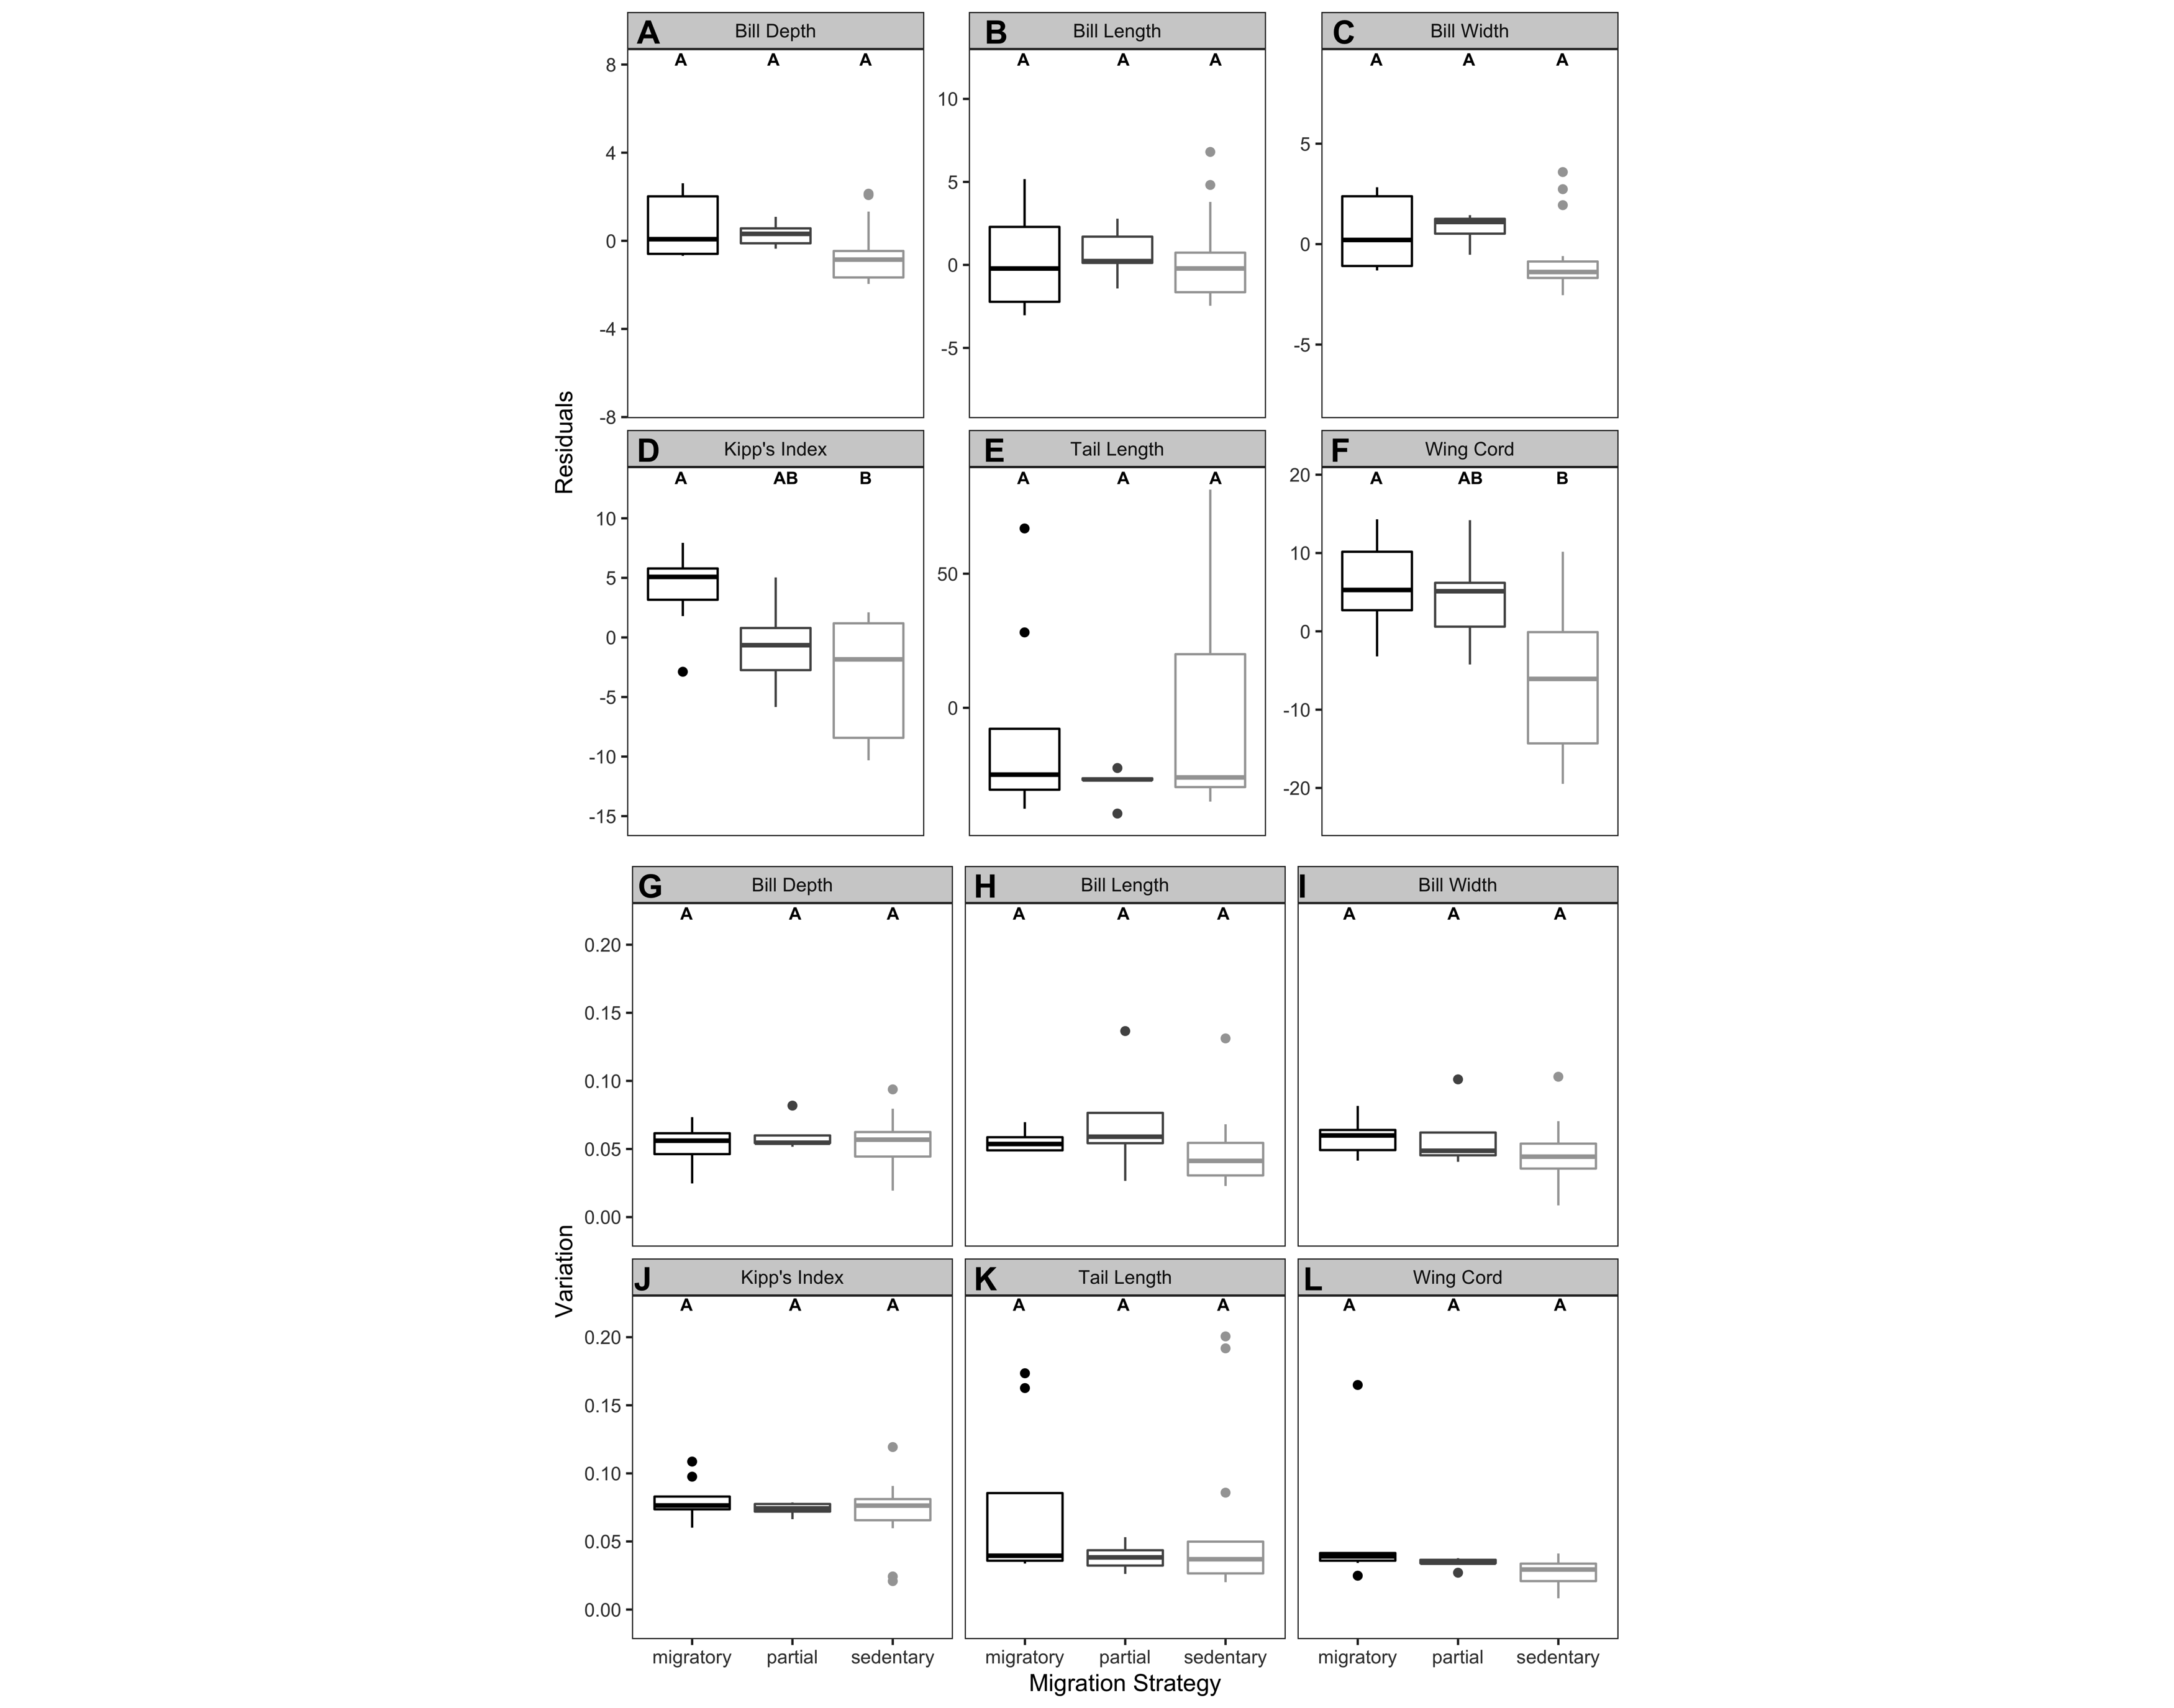 A Bill Depth
B Bill Length
C Bill Width
A A A
A A A
A A A
8
4
0
-4
-8
10
5
0
-5
5
0
-5
Residuals
D Kipp's Index
E Tail Length
F Wing Cord
A AB B
A A A
A AB B
10
5
0
-5
-10
-15
50
0
20
10
0
-10
-20
G Bill Depth
H Bill Length
I Bill Width
A A A
A A A
A A A
0.20
0.15
0.10
0.05
0.00
Variation
J Kipp's Index
K Tail Length
L Wing Cord
A A A
A A A
A A A
0.20
0.15
0.10
0.05
0.00
migratory partial sedentary
migratory partial sedentary
migratory partial sedentary
Migration Strategy